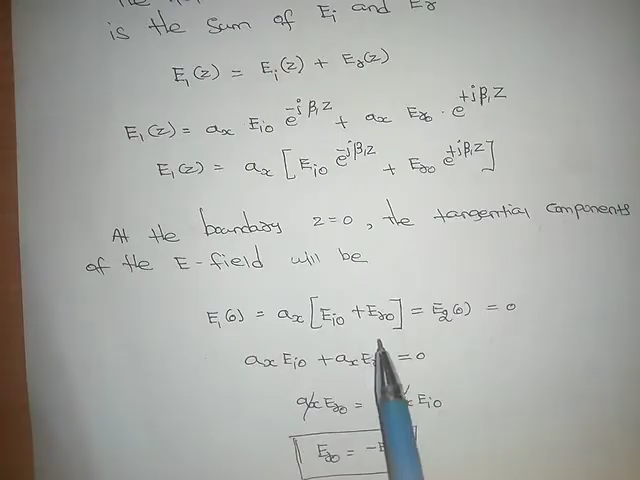 the
is the sum of Ei and Er
E₁(z) = Ei(z) + Er(z)
E₁(z) = ax Ei0 e^-jβ₁z + ax Er0 . e^+jβ₁z
E₁(z) = ax [Ei0 e^-jβ₁z + Er0 e^+jβ₁z]
At the boundary z=0, the tangential components
of the E-field will be
E₁(0) = ax [Ei0 + Er0] = E₂(0) = 0
ax Ei0 + ax E = 0
ax Er0 = x Ei0
Er0 = -E